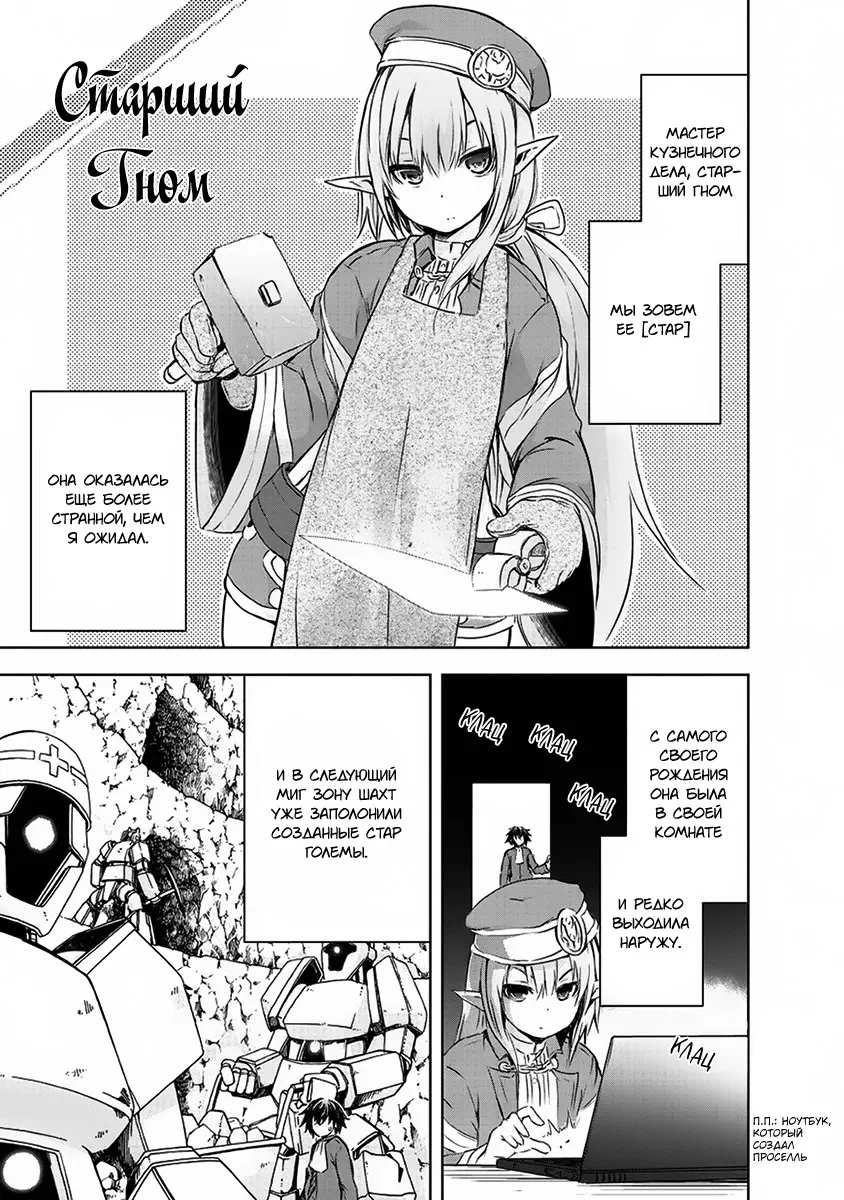 Старший
Гном
МАСТЕР
КУЗНЕЧНОГО
ДЕЛА, СТАР-
ШИЙ ГНОМ
МЫ ЗОВЕМ
ЕЕ [СТАР]
ОНА ОКАЗАЛАСЬ
ЕЩЕ БОЛЕЕ
СТРАННОЙ, ЧЕМ
Я ОЖИДАЛ.
С САМОГО
СВОЕГО
РОЖДЕНИЯ
ОНА БЫЛА
В СВОЕЙ
КОМНАТЕ
КЛАЦ
КЛАЦ
КЛАЦ
И РЕДКО
ВЫХОДИЛА
НАРУЖУ.
КЛАЦ
П.П.: НОУТБУК,
КОТОРЫЙ
СОЗДАЛ
ПРОСЕЛЛЬ
И В СЛЕДУЮЩИЙ
МИГ ЗОНУ ШАХТ
УЖЕ ЗАПОЛОНИЛИ
СОЗДАННЫЕ СТАР
ГОЛЕМЫ.